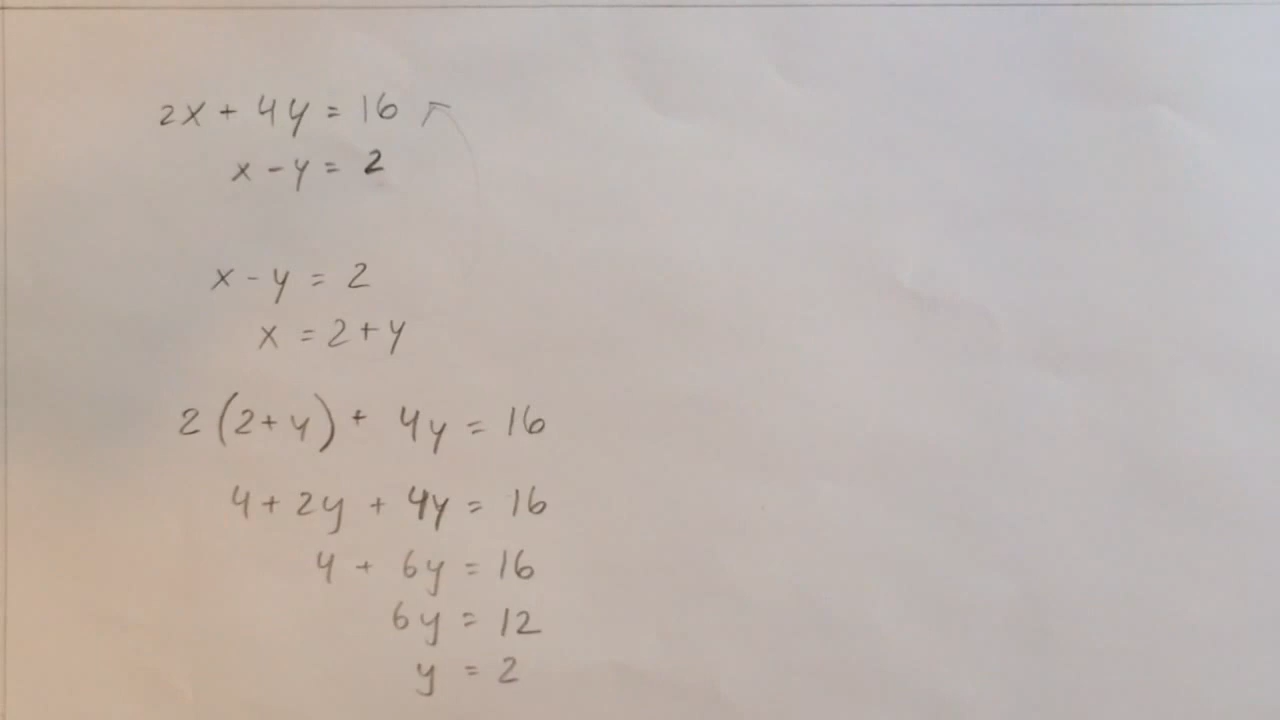 2x + 4y = 16
x - y = 2
x - y = 2
x = 2 + y
2 (2 + y) + 4y = 16
4 + 2y + 4y = 16
4 + 6y = 16
6y = 12
y = 2